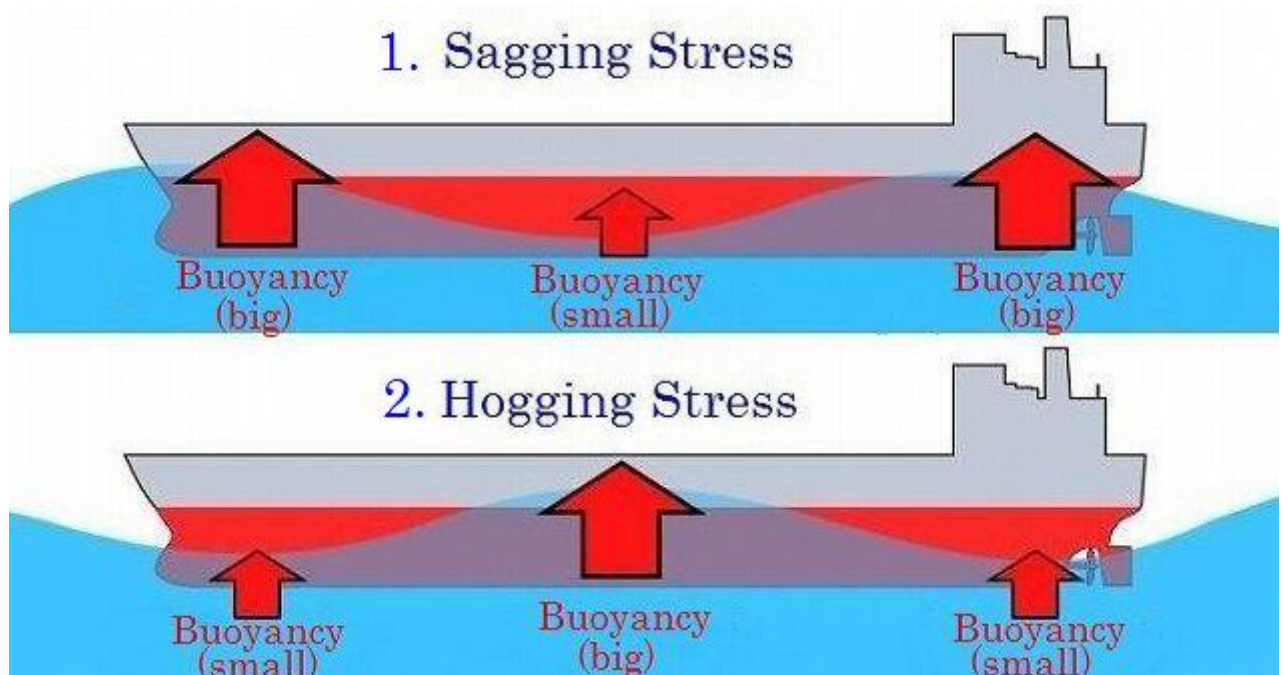 1. Sagging Stress
Buoyancy
(big)
Buoyancy
(small)
Buoyancy
(big)
2. Hogging Stress
Buoyancy
(small)
Buoyancy
(big)
Buoyancy
(small)